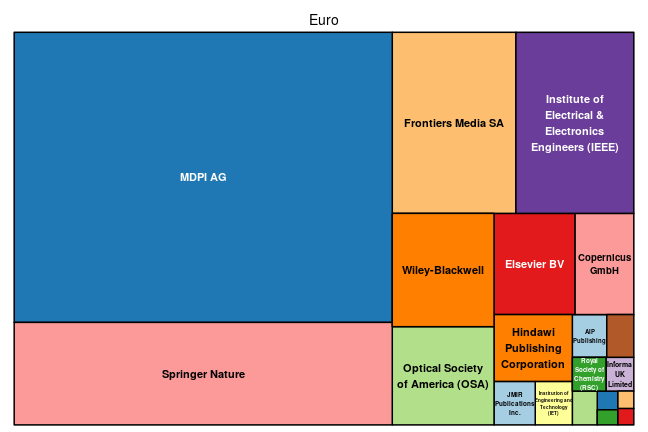 Euro
MDPI AG
Frontiers Media SA
Institute of
Electrical &
Electronics
Engineers (IEEE)
Springer Nature
Wiley-Blackwell
Elsevier BV
Copernicus
GmbH
Optical Society
of America (OSA)
Hindawi
Publishing
Corporation
AIP
Publishing
Royal
Society of
Chemistry
(RSC)
Informa
UK
Limited
JMIR
Publications
Inc.
Institution of
Engineering and
Technology
(IET)